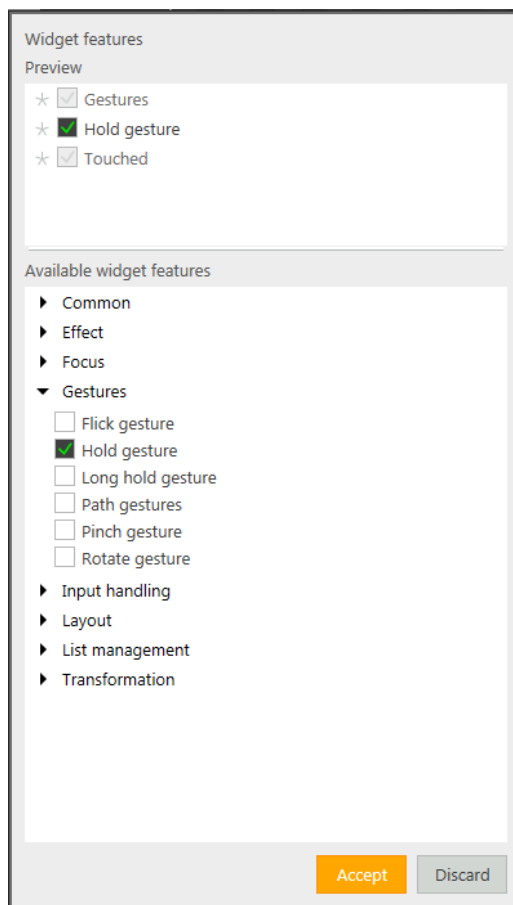 Widget features
Preview
Gestures
Hold gesture
Touched
Available widget features
Common
Effect
Focus
Gestures
Flick gesture
Hold gesture
Long hold gesture
Path gestures
Pinch gesture
Rotate gesture
Input handling
Layout
List management
Transformation
Accept Discard